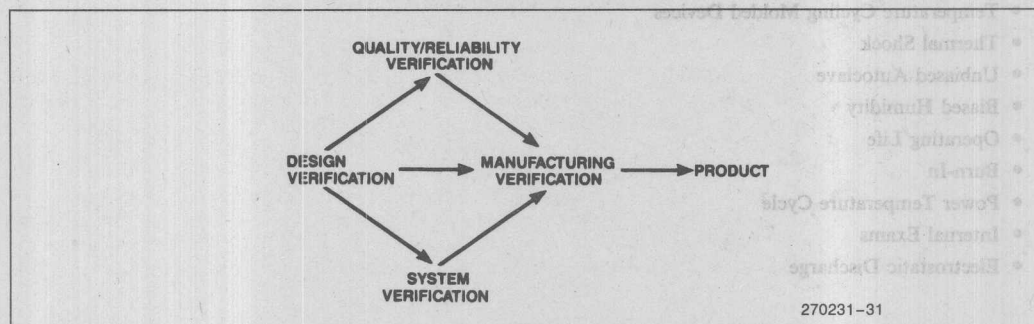 QUALITY/RELIABILITY
VERIFICATION
DESIGN
VERIFICATION
MANUFACTURING
VERIFICATION
PRODUCT
SYSTEM
VERIFICATION
270231-31
• Temperature Cycling Molded Devices
• Thermal Shock
• Unbiased Autoclave
• Biased Humidity
• Operating Life
• Burn-In
• Power Temperature Cycle
• Internal Exams
• Electrostatic Discharge